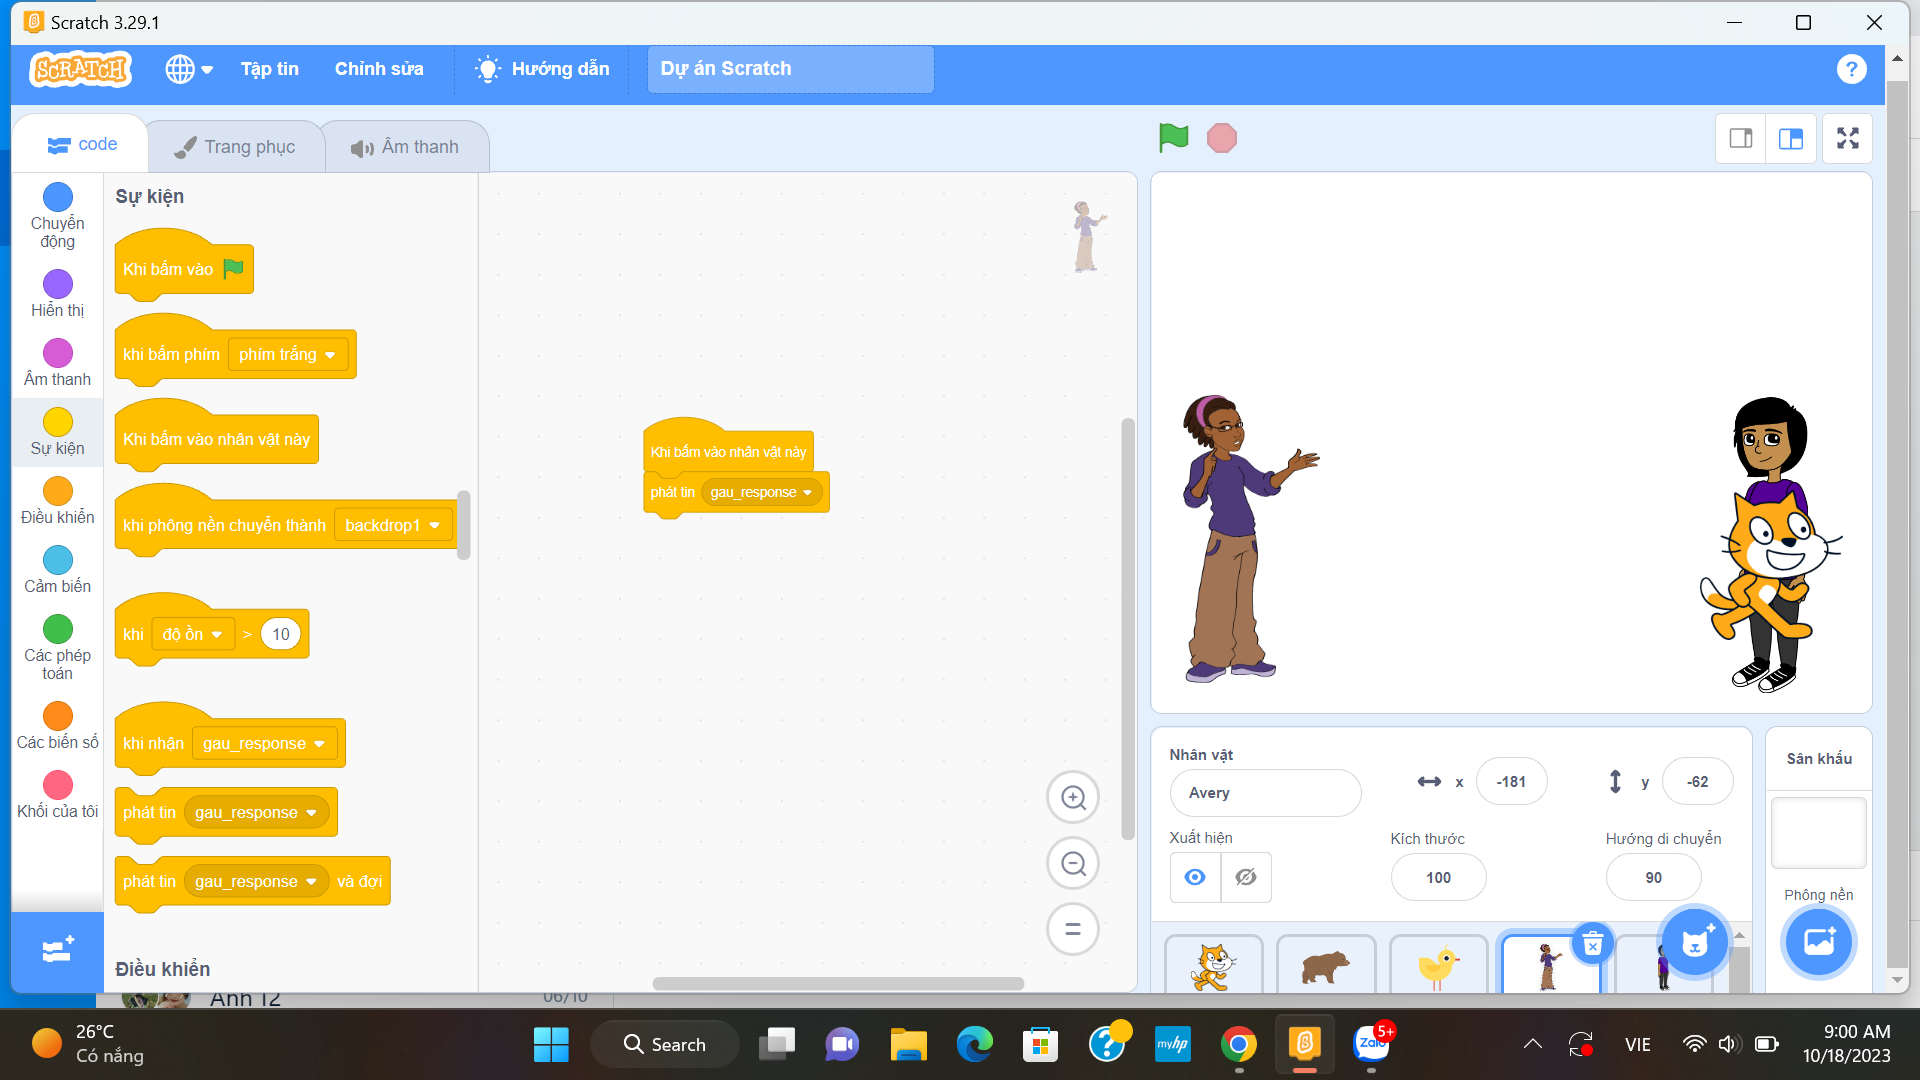 Scratch 3.29.1
SCRATCH
Tập tin
Chỉnh sửa
Hướng dẫn
Dự án Scratch
?
code
Trang phục
Âm thanh
Chuyển
động
Hiển thị
Âm thanh
Sự kiện
Điều khiển
Cảm biến
Các phép
toán
Các biến số
Khối của tôi
Sự kiện
Khi bấm vào
khi bấm phím phím trắng
Khi bấm vào nhân vật này
khi phông nền chuyển thành backdrop1
khi độ ồn > 10
khi nhận gau_response
phát tin gau_response
phát tin gau_response và đợi
Điều khiển
Khi bấm vào nhân vật này
phát tin gau_response
Nhân vật
Avery
x -181
y -62
Xuất hiện
Kích thước
100
Hướng di chuyển
90
Sân khấu
Phông nền
Anh 12
06/10
26°C
Có nắng
Search
myhp
Zalo
5+
VIE
9:00 AM
10/18/2023